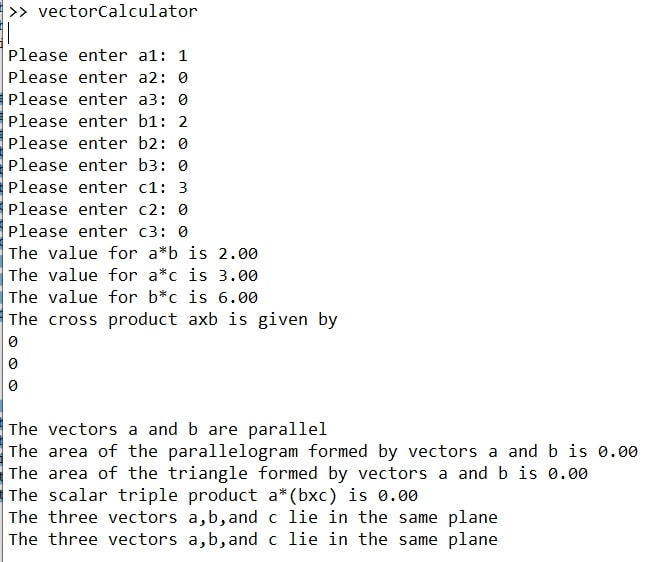 >> vectorCalculator
Please enter a1: 1
Please enter a2: 0
Please enter a3: 0
Please enter b1: 2
Please enter b2: 0
Please enter b3: 0
Please enter c1: 3
Please enter c2: 0
Please enter c3: 0
The value for a*b is 2.00
The value for a*c is 3.00
The value for b*c is 6.00
The cross product axb is given by
0
0
0
The vectors a and b are parallel
The area of the parallelogram formed by vectors a and b is 0.00
The area of the triangle formed by vectors a and b is 0.00
The scalar triple product a*(bxc) is 0.00
The three vectors a,b,and c lie in the same plane
The three vectors a,b,and c lie in the same plane